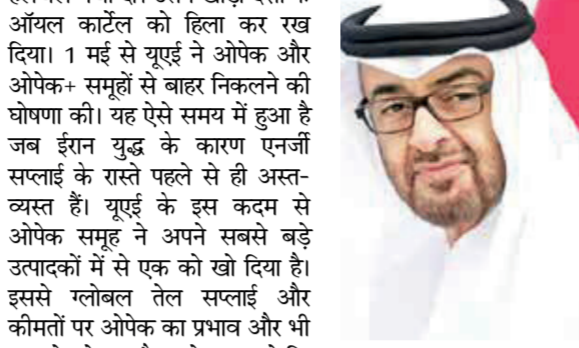 ऑयल कार्टेल को हिला कर रख
दिया। 1 मई से यूएई ने ओपेक और
ओपेक+ समूहों से बाहर निकलने की
घोषणा की। यह ऐसे समय में हुआ है
जब ईरान युद्ध के कारण एनर्जी
सप्लाई के रास्ते पहले से ही अस्त-
व्यस्त हैं। यूएई के इस कदम से
ओपेक समूह ने अपने सबसे बड़े
उत्पादकों में से एक को खो दिया है।
इससे ग्लोबल तेल सप्लाई और
कीमतों पर ओपेक का प्रभाव और भी